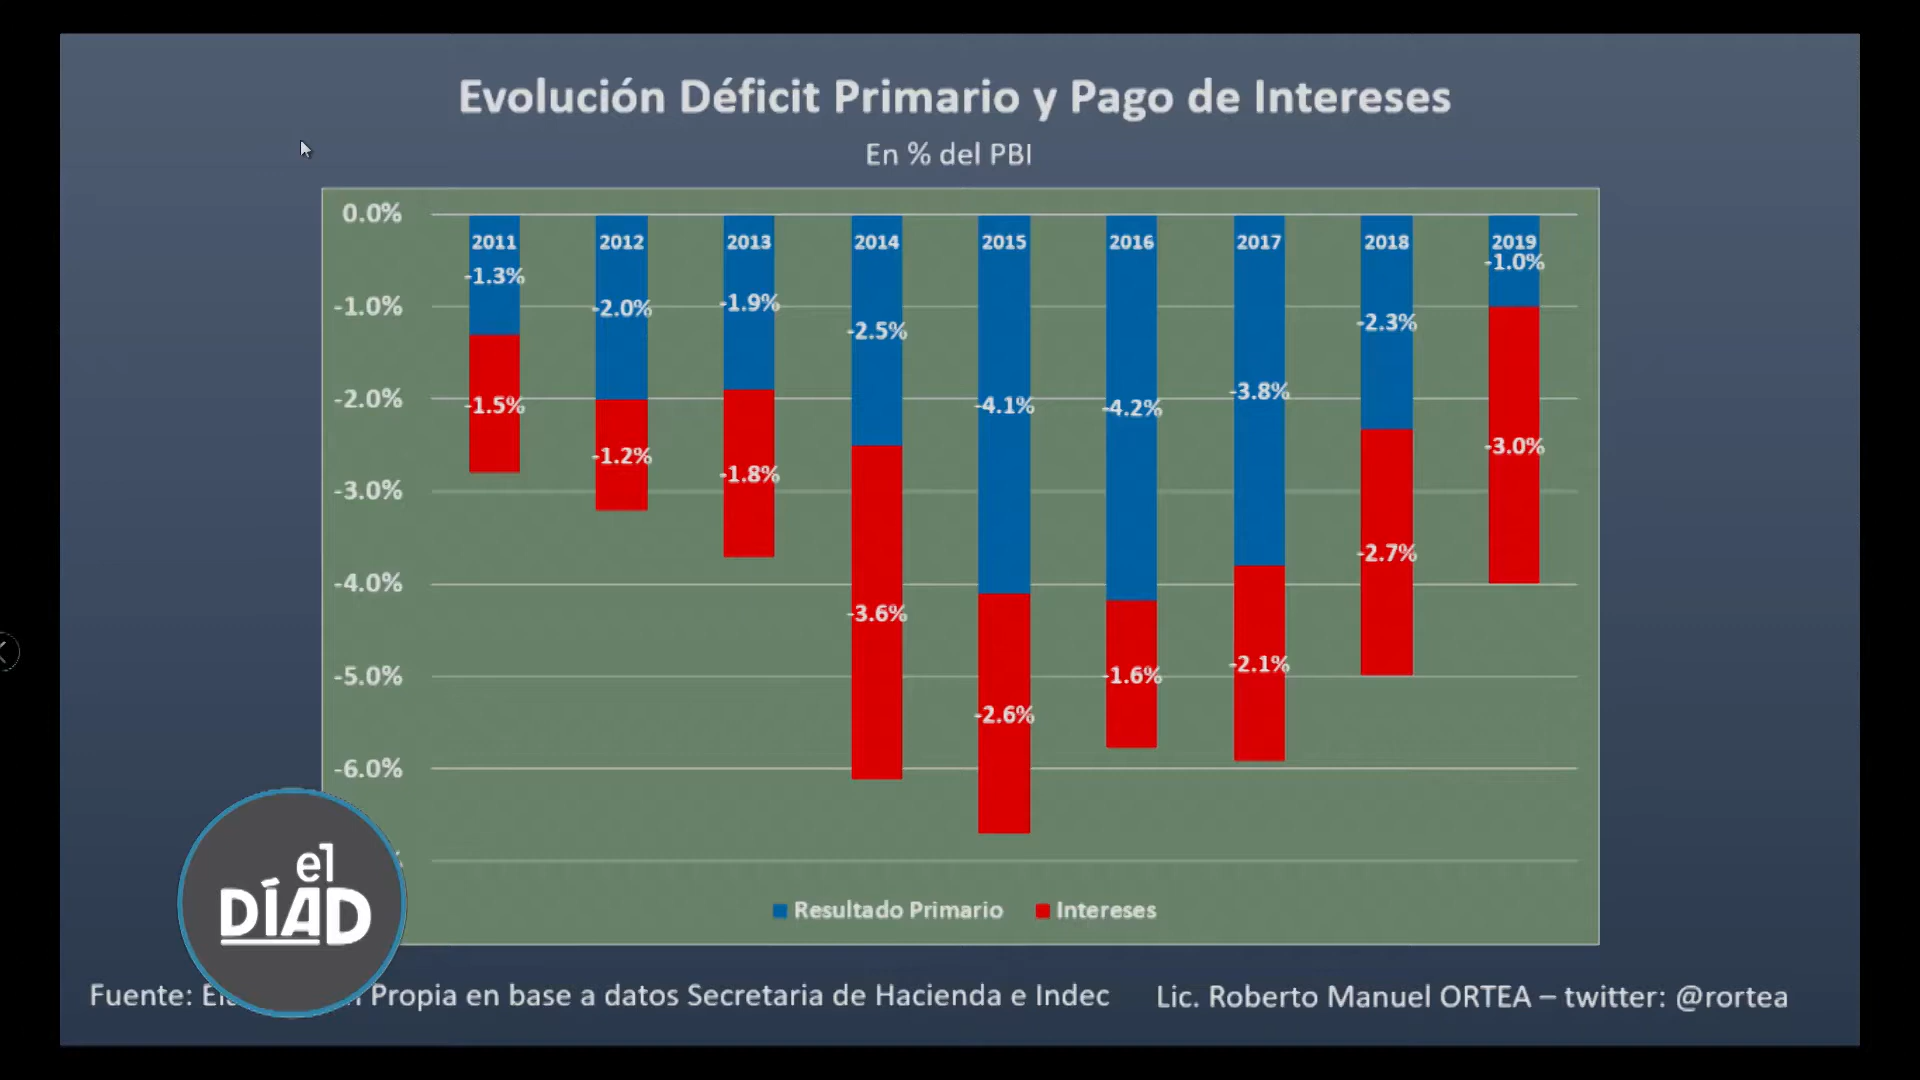 Evolución Déficit Primario y Pago de Intereses
En % del PBI
0.0%
2011 2012 2013 2014 2015 2016 2017 2018 2019
-1.3% -2.0% -1.9% -2.5% -4.1% -4.2% -3.8% -2.3% -1.0%
-1.0%
-1.5% -1.2% -1.8% -3.6% -2.6% -1.6% -2.1% -2.7% -3.0%
-2.0%
-3.0%
-4.0%
-5.0%
-6.0%
Resultado Primario Intereses
el
DÍAD
Fuente: Propia en base a datos Secretaria de Hacienda e Indec
Lic. Roberto Manuel ORTEA – twitter: @rortea